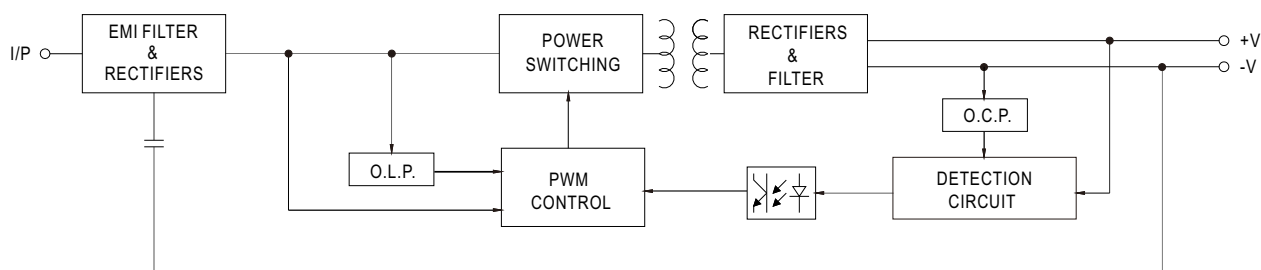 I/P
EMI FILTER
&
RECTIFIERS
POWER
SWITCHING
RECTIFIERS
&
FILTER
+V
-V
O.C.P.
O.L.P.
PWM
CONTROL
DETECTION
CIRCUIT